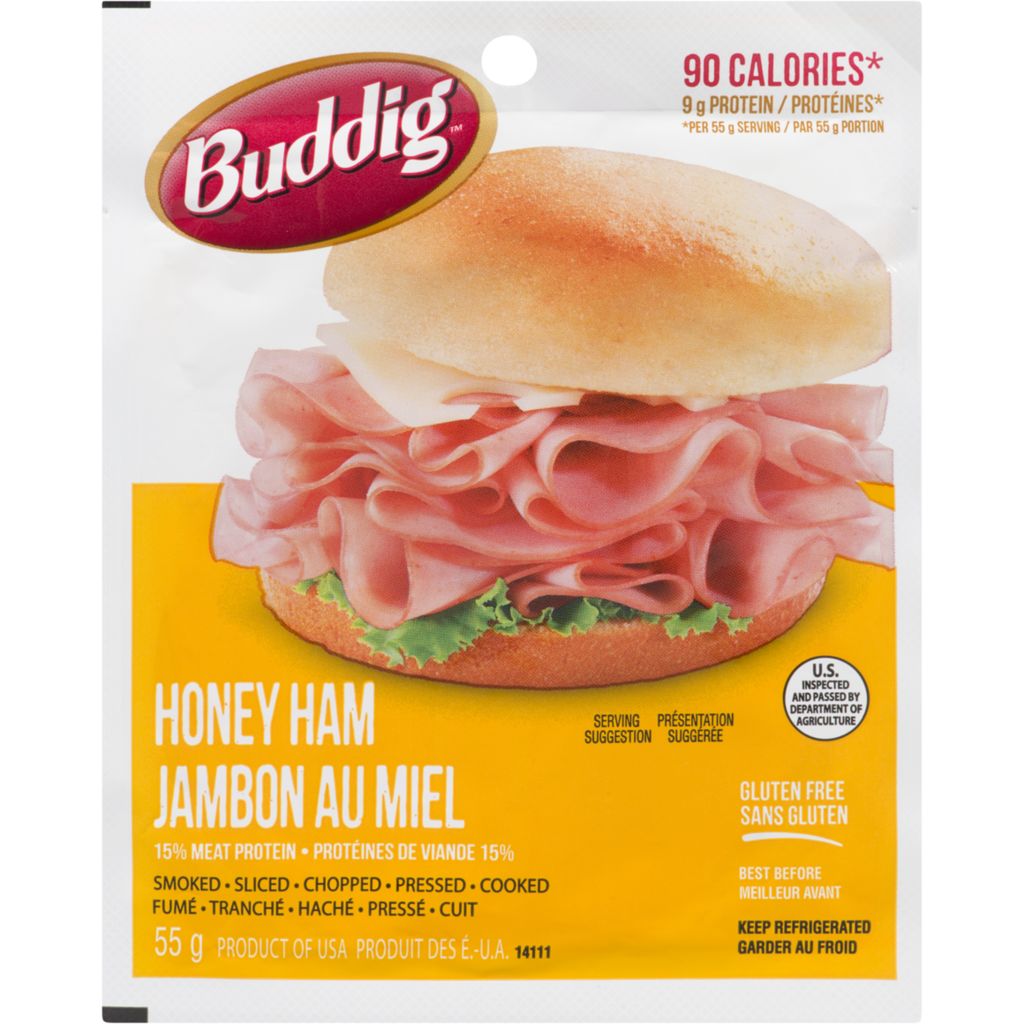 Buddig™
90 CALORIES*
9 g PROTEIN / PROTÉINES*
*PER 55 g SERVING / PAR 55 g PORTION
U.S.
INSPECTED
AND PASSED BY
DEPARTMENT OF
AGRICULTURE
SERVING SUGGESTION
PRÉSENTATION SUGGÉRÉE
HONEY HAM
JAMBON AU MIEL
15% MEAT PROTEIN • PROTÉINES DE VIANDE 15%
SMOKED • SLICED • CHOPPED • PRESSED • COOKED
FUMÉ • TRANCHÉ • HACHÉ • PRESSÉ • CUIT
55 g PRODUCT OF USA PRODUIT DES É.-U.A. 14111
GLUTEN FREE
SANS GLUTEN
BEST BEFORE
MEILLEUR AVANT
KEEP REFRIGERATED
GARDER AU FROID